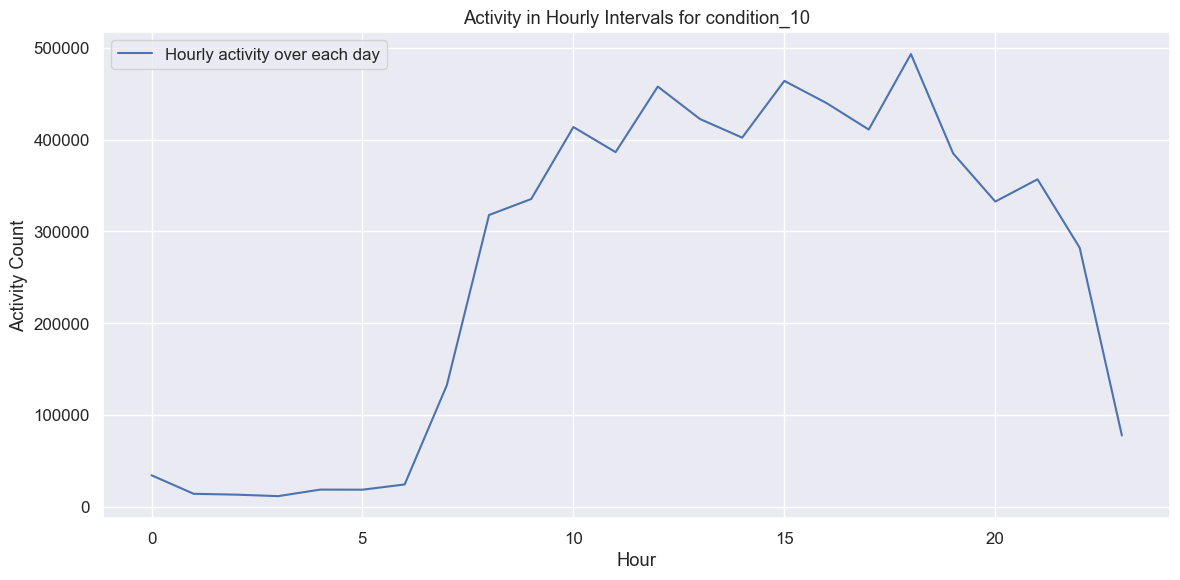 Activity in Hourly Intervals for condition_10
Hourly activity over each day
500000
400000
300000
200000
100000
0
Activity Count
0 5 10 15 20
Hour